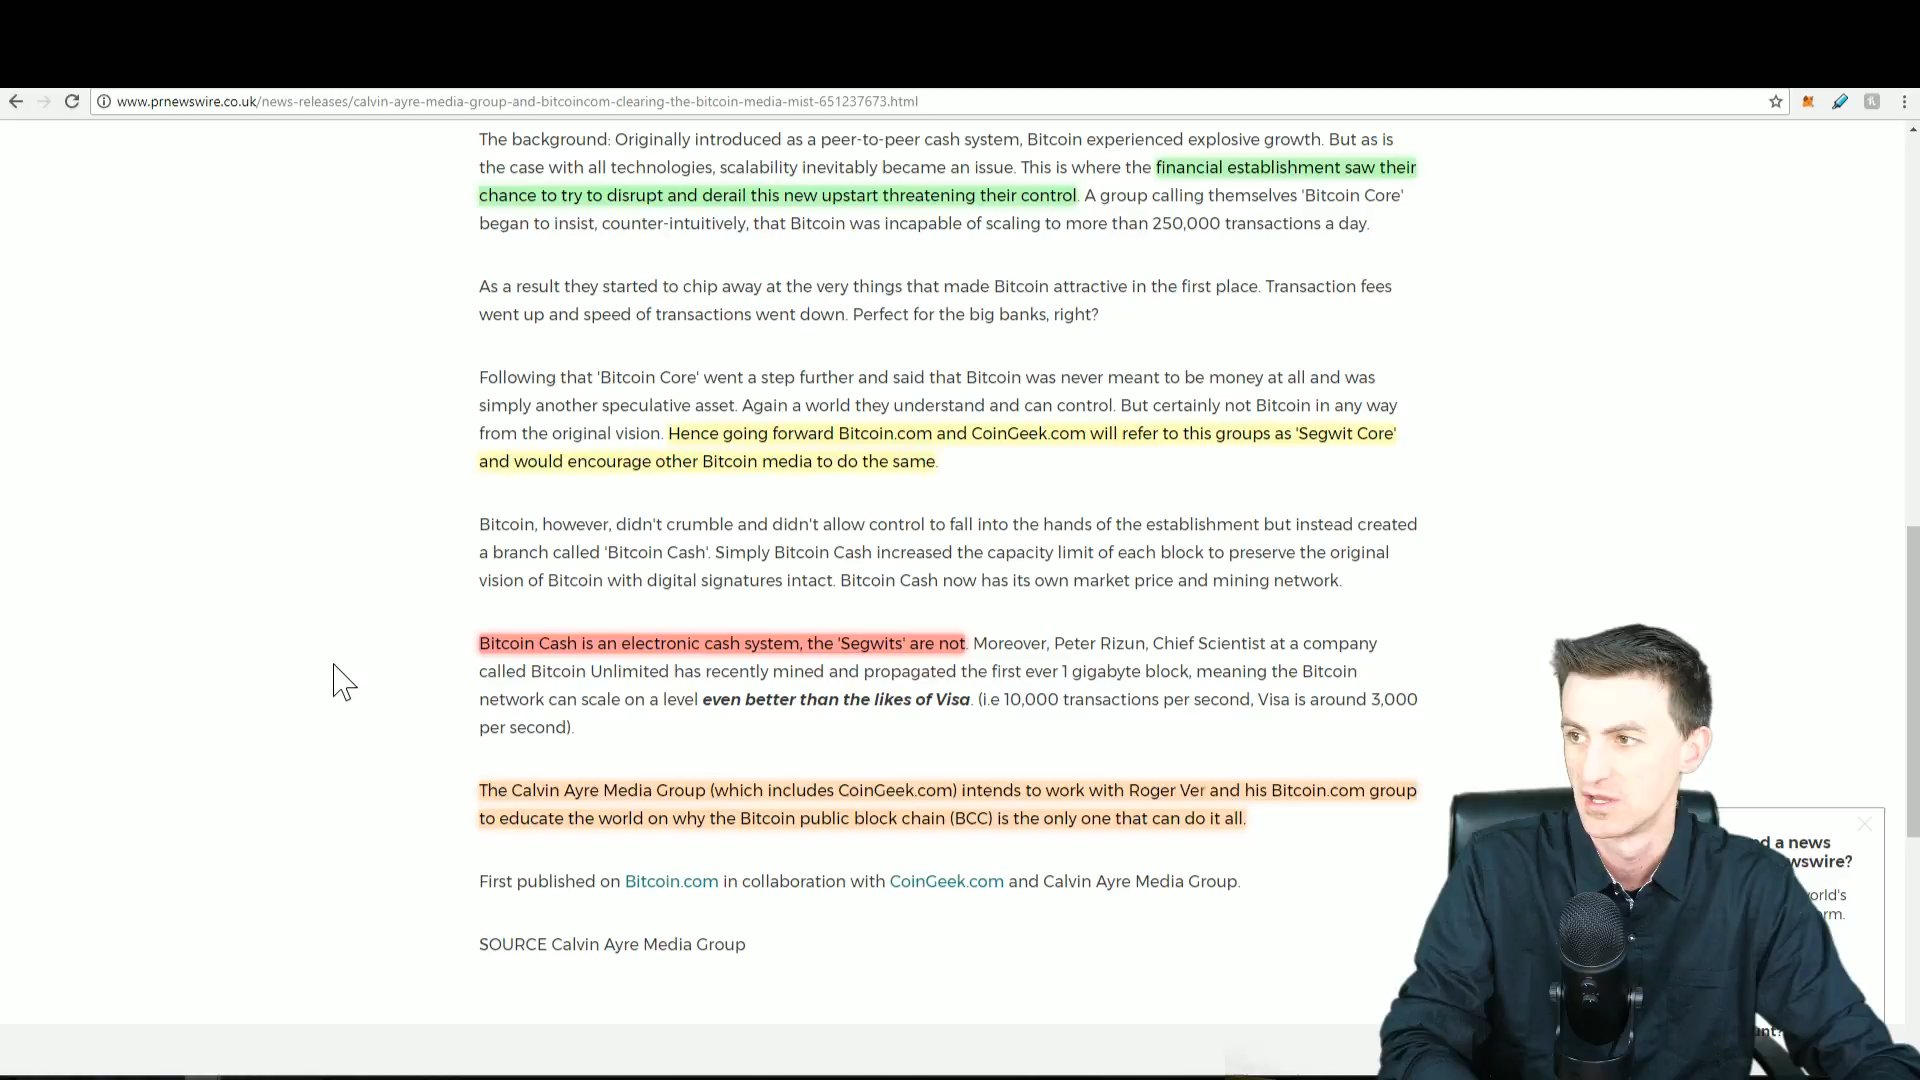 www.prnewswire.co.uk/news-releases/calvin-ayre-media-group-and-bitcoincom-clearing-the-bitcoin-media-mist-651237673.html
The background: Originally introduced as a peer-to-peer cash system, Bitcoin experienced explosive growth. But as is
the case with all technologies, scalability inevitably became an issue. This is where the financial establishment saw their
chance to try to disrupt and derail this new upstart threatening their control. A group calling themselves 'Bitcoin Core'
began to insist, counter-intuitively, that Bitcoin was incapable of scaling to more than 250,000 transactions a day.
As a result they started to chip away at the very things that made Bitcoin attractive in the first place. Transaction fees
went up and speed of transactions went down. Perfect for the big banks, right?
Following that 'Bitcoin Core' went a step further and said that Bitcoin was never meant to be money at all and was
simply another speculative asset. Again a world they understand and can control. But certainly not Bitcoin in any way
from the original vision. Hence going forward Bitcoin.com and CoinGeek.com will refer to this groups as 'Segwit Core'
and would encourage other Bitcoin media to do the same.
Bitcoin, however, didn't crumble and didn't allow control to fall into the hands of the establishment but instead created
a branch called 'Bitcoin Cash'. Simply Bitcoin Cash increased the capacity limit of each block to preserve the original
vision of Bitcoin with digital signatures intact. Bitcoin Cash now has its own market price and mining network.
Bitcoin Cash is an electronic cash system, the 'Segwits' are not. Moreover, Peter Rizun, Chief Scientist at a company
called Bitcoin Unlimited has recently mined and propagated the first ever 1 gigabyte block, meaning the Bitcoin
network can scale on a level even better than the likes of Visa. (i.e 10,000 transactions per second, Visa is around 3,000
per second).
The Calvin Ayre Media Group (which includes CoinGeek.com) intends to work with Roger Ver and his Bitcoin.com group
to educate the world on why the Bitcoin public block chain (BCC) is the only one that can do it all.
First published on Bitcoin.com in collaboration with CoinGeek.com and Calvin Ayre Media Group.
SOURCE Calvin Ayre Media Group
a news